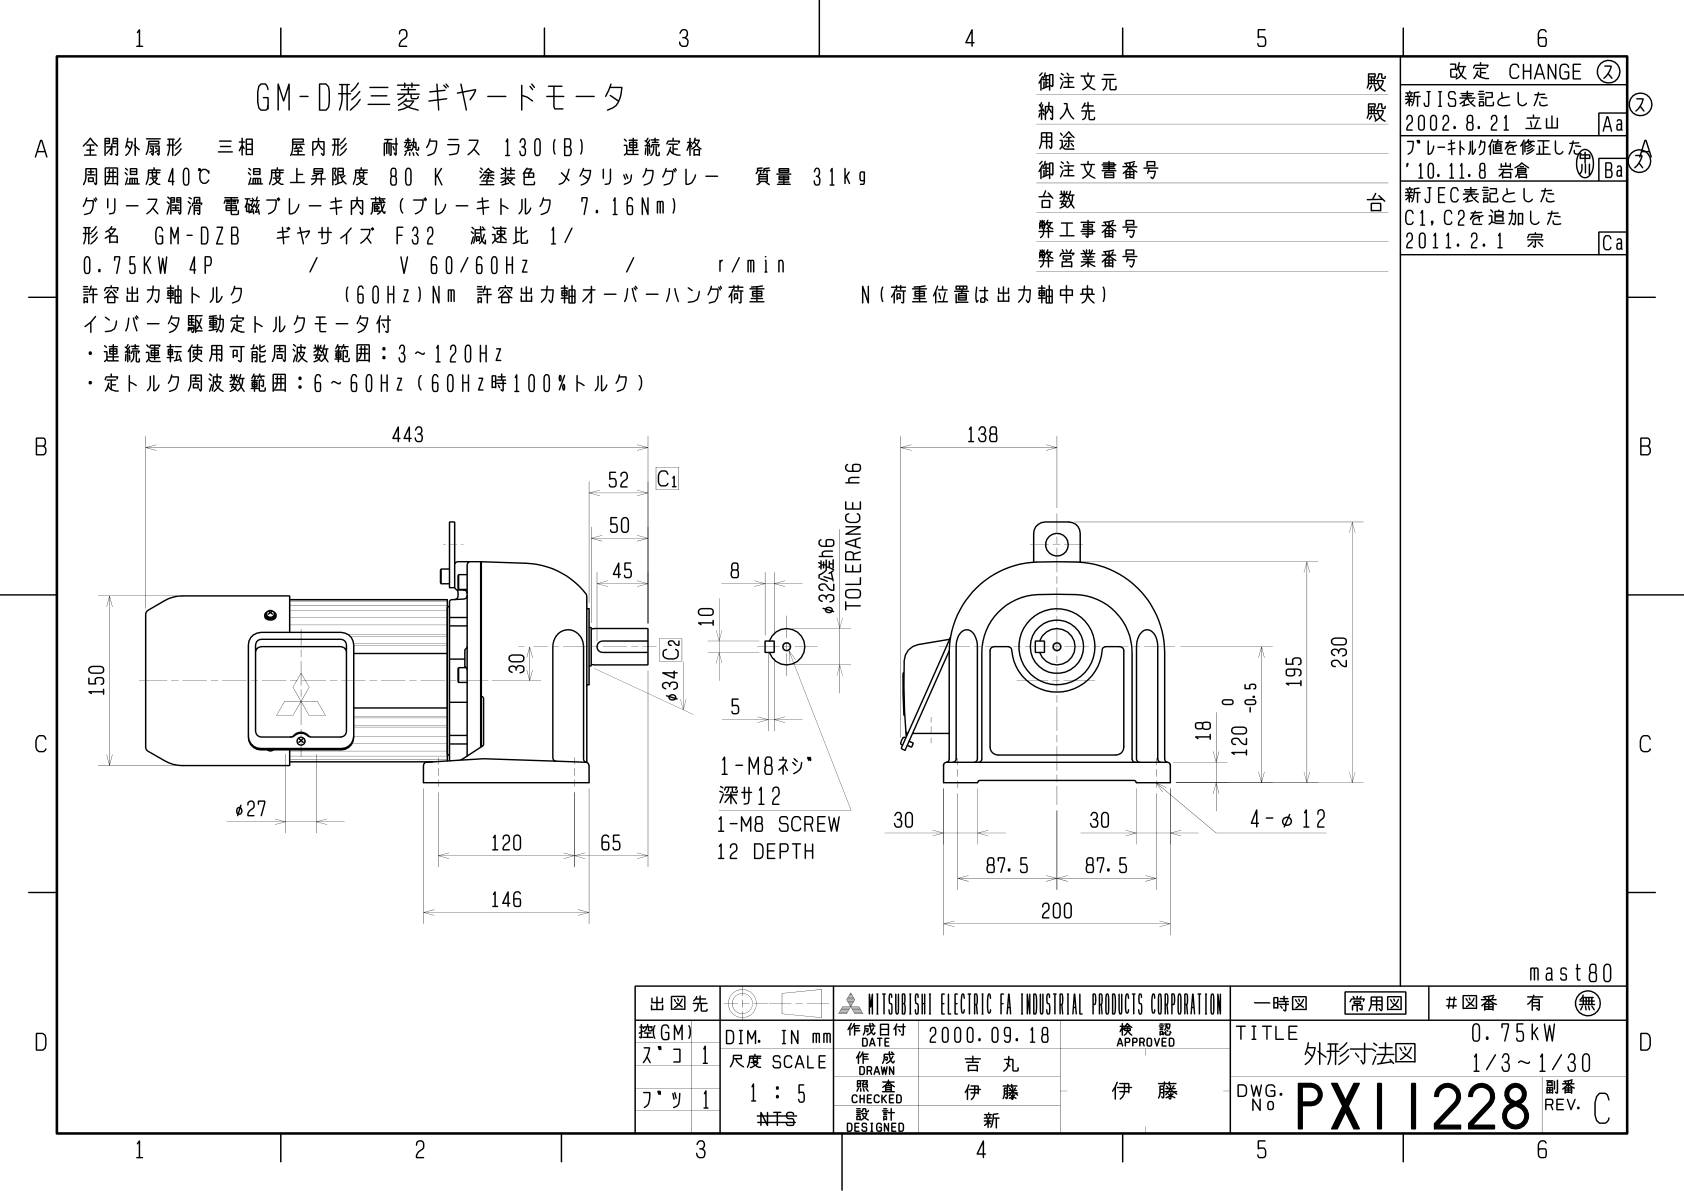 1 2 3 4 5 6
GM-D形三菱ギヤードモータ
全閉外扇形 三相 屋内形 耐熱クラス 130(B) 連続定格
周囲温度40℃ 温度上昇限度 80 K 塗装色 メタリックグレー 質量 31kg
グリース潤滑 電磁ブレーキ内蔵(ブレーキトルク 7.16Nm)
形名 GM-DZB ギヤサイズ F32 減速比 1/
0.75KW 4P / V 60/60Hz / r/min
許容出力軸トルク (60Hz)Nm 許容出力軸オーバーハング荷重 N(荷重位置は出力軸中央)
インバータ駆動定トルクモータ付
・連続運転使用可能周波数範囲:3~120Hz
・定トルク周波数範囲:6~60Hz(60Hz時100%トルク)
御注文元 殿
納入先 殿
用途
御注文書番号
台数 台
弊工事番号
弊営業番号
改定 CHANGE ス
新JIS表記とした ス
2002.8.21 立山 Aa
ブレーキトルク値を修正した
'10.11.8 岩倉 Ba ス
新JEC表記とした
C1,C2を追加した
2011.2.1 宗 Ca
A A
B B
C C
D D
443
52 C1
50
45
30
C2
φ34
150
φ27
120 65
146
8
10
5
φ32公差h6
TOLERANCE h6
1-M8ネジ
深サ12
1-M8 SCREW
12 DEPTH
138
230
195
0
120 -0.5
18
30 30
4-φ12
87.5 87.5
200
mast80
出図先
控(GM)
ズコ 1
ブツ 1
DIM. IN mm
尺度 SCALE
1 : 5
NTS
MITSUBISHI ELECTRIC FA INDUSTRIAL PRODUCTS CORPORATION
作成日付 DATE 2000.09.18
作成 DRAWN 吉丸
照査 CHECKED 伊藤
設計 DESIGNED 新
検認 APPROVED
伊藤
一時図 常用図
#図番 有 無
TITLE 0.75kW
外形寸法図 1/3~1/30
DWG. No PX11228
副番 REV. C
1 2 3 4 5 6